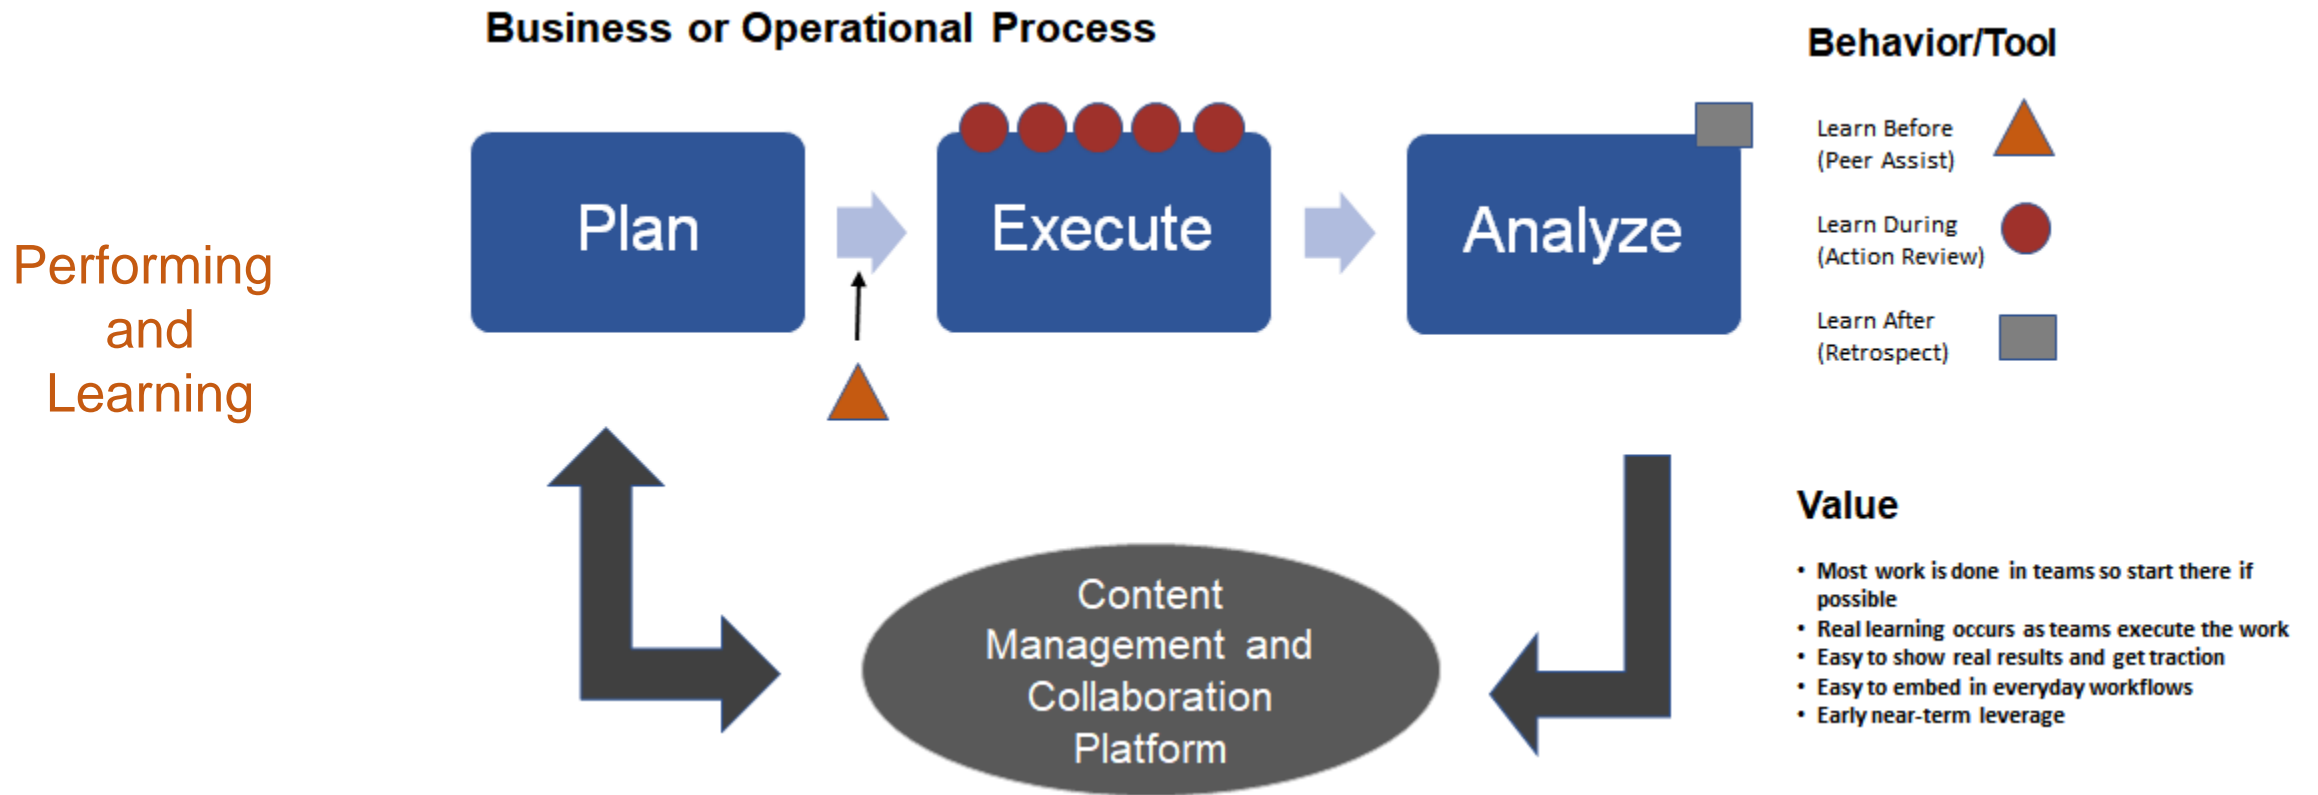 Business or Operational Process
Performing
and
Learning
Plan
Execute
Analyze
Content
Management and
Collaboration
Platform
Behavior/Tool
Learn Before
(Peer Assist)
Learn During
(Action Review)
Learn After
(Retrospect)
Value
• Most work is done in teams so start there if
possible
• Real learning occurs as teams execute the work
• Easy to show real results and get traction
• Easy to embed in everyday workflows
• Early near-term leverage